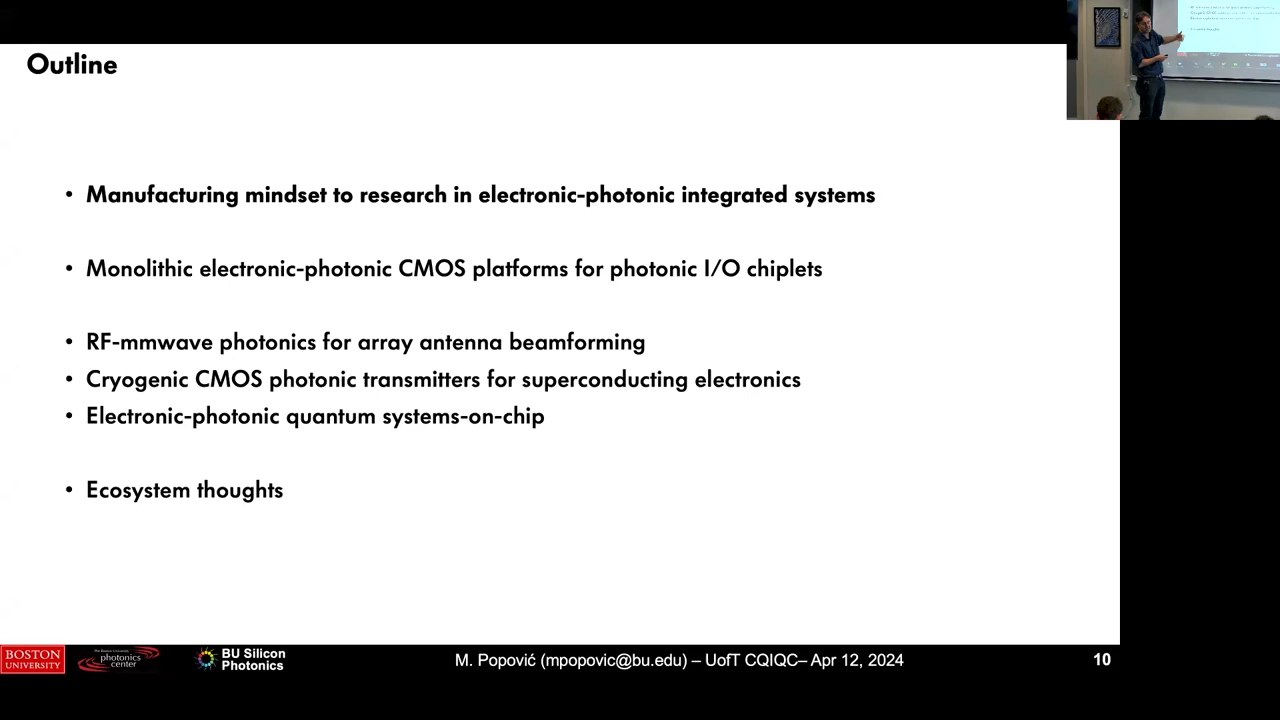 Outline
• Manufacturing mindset to research in electronic-photonic integrated systems
• Monolithic electronic-photonic CMOS platforms for photonic I/O chiplets
• RF-mmwave photonics for array antenna beamforming
• Cryogenic CMOS photonic transmitters for superconducting electronics
• Electronic-photonic quantum systems-on-chip
• Ecosystem thoughts
BOSTON
UNIVERSITY
photonics
center
BU Silicon
Photonics
M. Popović (mpopovic@bu.edu) – UofT CQIQC– Apr 12, 2024
10